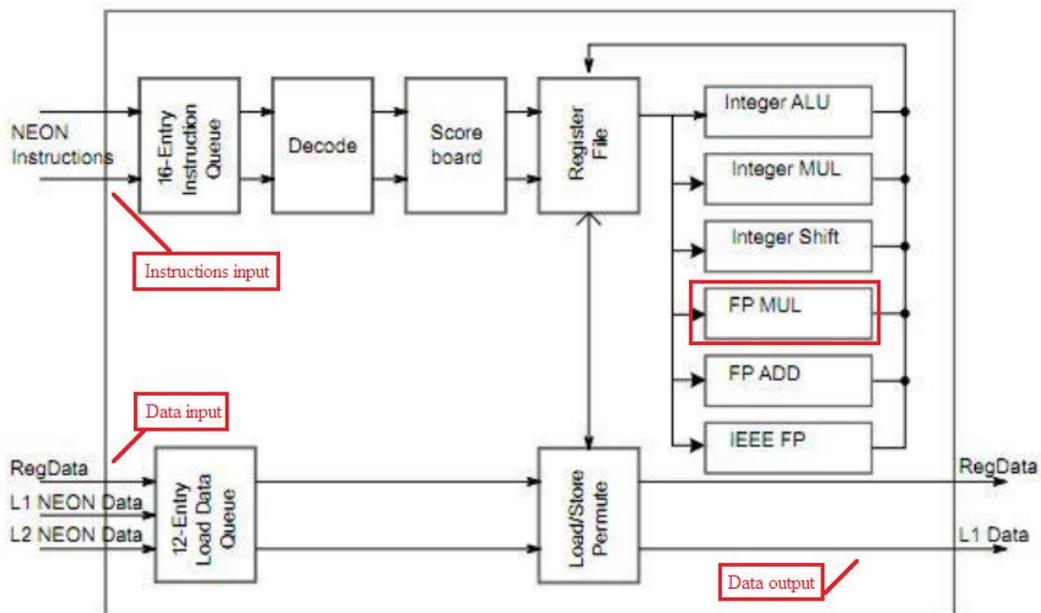 NEON
Instructions
16-Entry
Instruction
Queue
Decode
Score
board
Register
File
Integer ALU
Integer MUL
Integer Shift
FP MUL
FP ADD
IEEE FP
Instructions input
Data input
RegData
L1 NEON Data
L2 NEON Data
12-Entry
Load Data
Queue
Load/Store
Permute
RegData
L1 Data
Data output